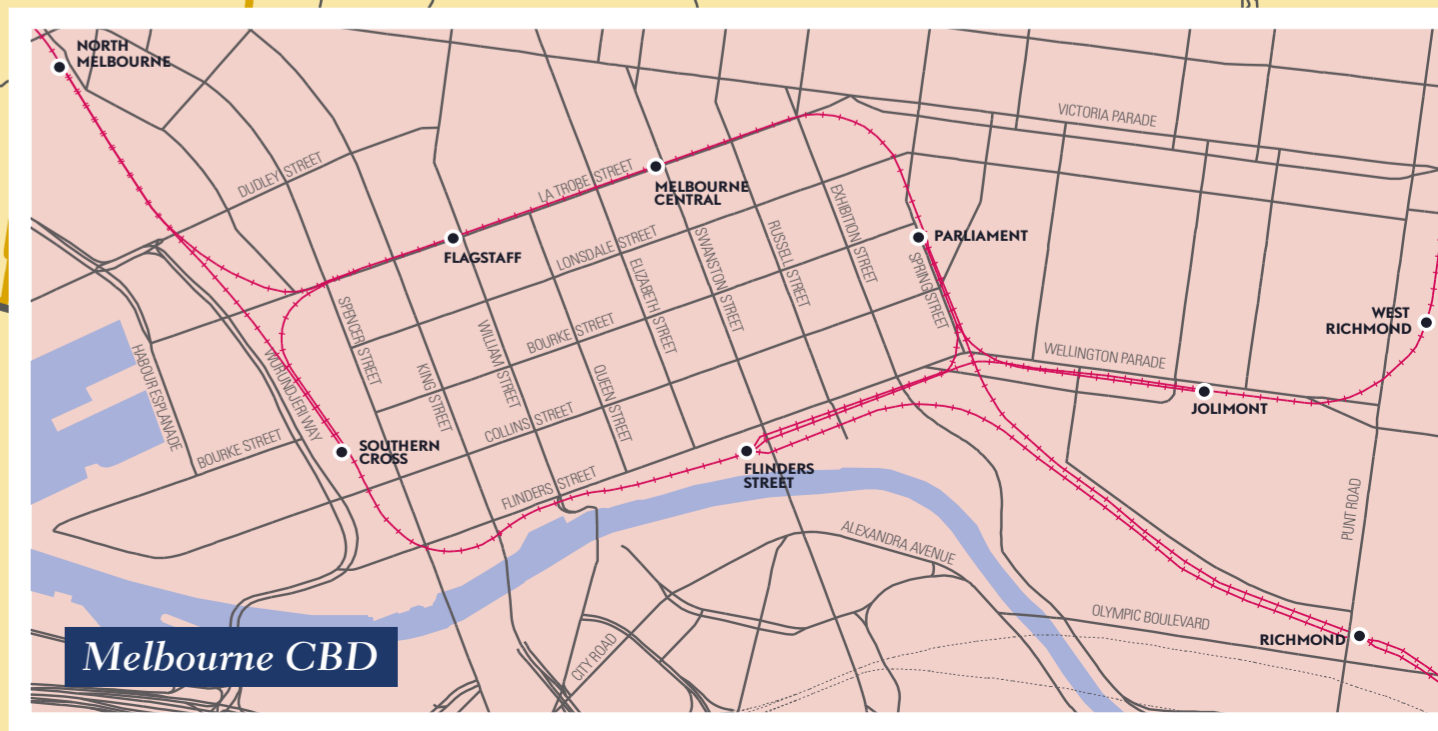 NORTH
MELBOURNE
VICTORIA PARADE
DUDLEY STREET
LA TROBE STREET
MELBOURNE
CENTRAL
EXHIBITION STREET
FLAGSTAFF
LONSDALE STREET
SWANSTON STREET
RUSSELL STREET
PARLIAMENT
SPRING STREET
ELIZABETH STREET
SPENCER STREET
WILLIAM STREET
BOURKE STREET
WEST
RICHMOND
HABOUR ESPLANADE
WURUNDJERI WAY
KING STREET
QUEEN STREET
WELLINGTON PARADE
JOLIMONT
COLLINS STREET
BOURKE STREET
SOUTHERN
CROSS
FLINDERS STREET
FLINDERS
STREET
PUNT ROAD
ALEXANDRA AVENUE
OLYMPIC BOULEVARD
RICHMOND
CITY ROAD
Melbourne CBD